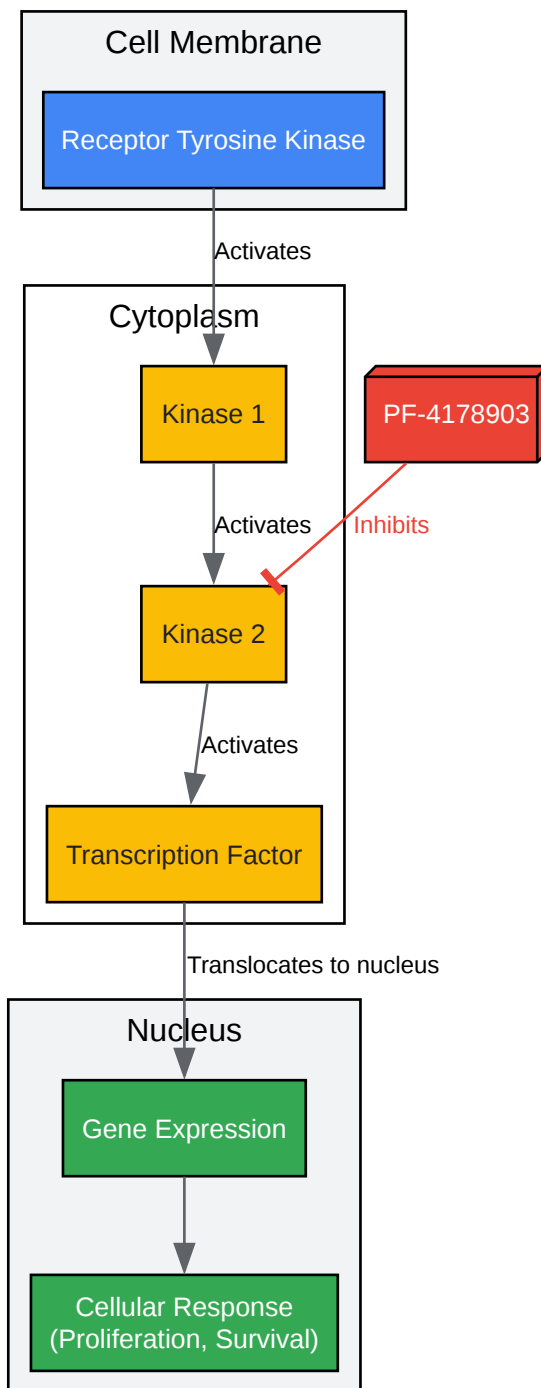 Cell Membrane
Receptor Tyrosine Kinase
Activates
Cytoplasm
Kinase 1
PF-4178903
Activates
Inhibits
Kinase 2
Activates
Transcription Factor
Translocates to nucleus
Nucleus
Gene Expression
Cellular Response
(Proliferation, Survival)